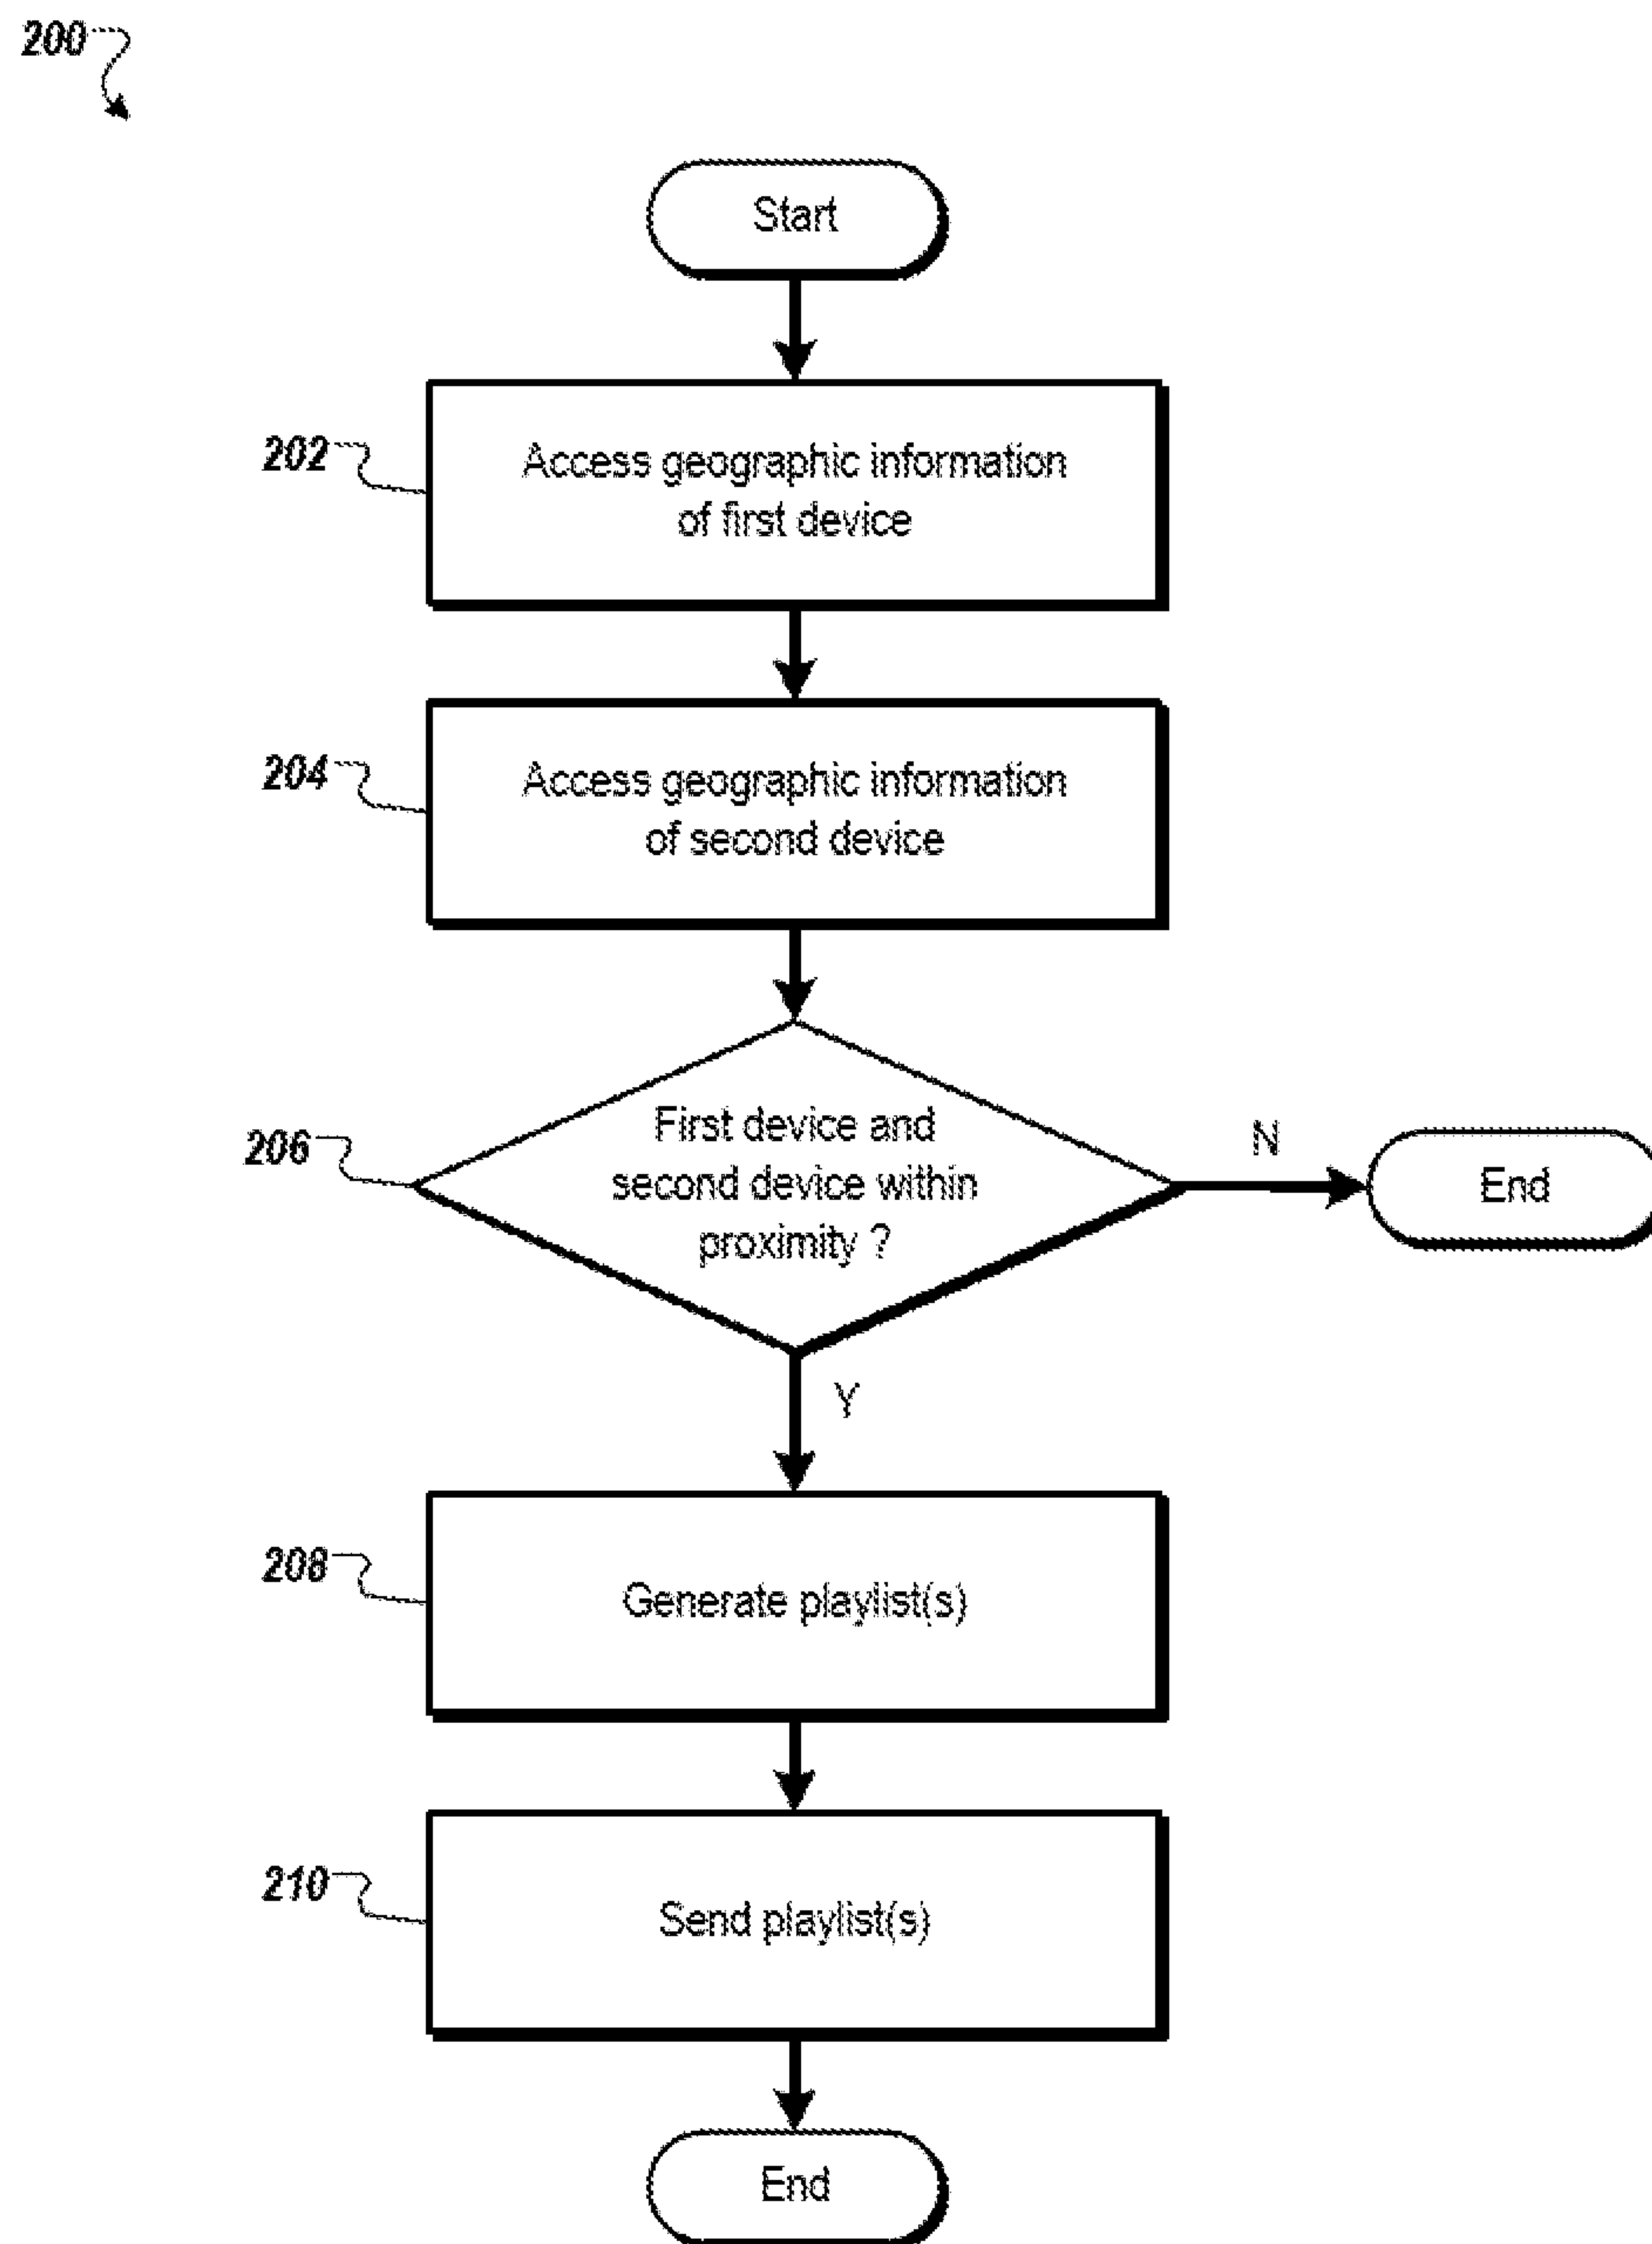 200
Start
202
Access geographic information
of first device
204
Access geographic information
of second device
206
First device and
second device within
proximity ?
N
End
Y
208
Generate playlist(s)
210
Send playlist(s)
End